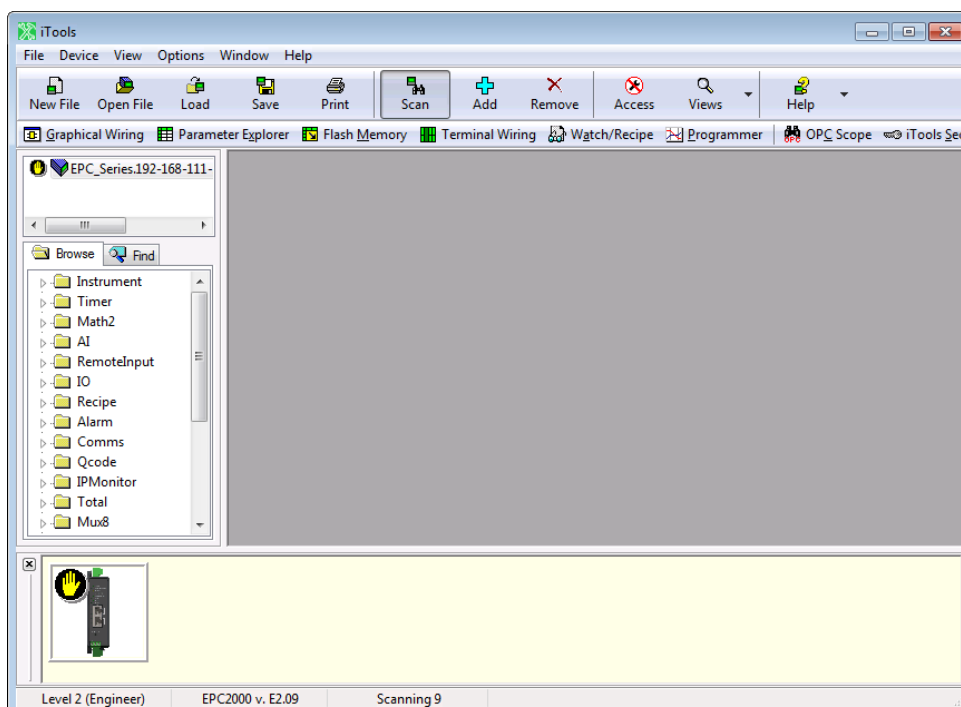 iTools
File Device View Options Window Help
New File Open File Load Save Print Scan Add Remove Access Views Help
Graphical Wiring Parameter Explorer Flash Memory Terminal Wiring Watch/Recipe Programmer OPC Scope iTools Sec
EPC_Series.192-168-111-
Browse Find
Instrument
Timer
Math2
AI
RemoteInput
IO
Recipe
Alarm
Comms
Qcode
IPMonitor
Total
Mux8
Level 2 (Engineer) EPC2000 v. E2.09 Scanning 9